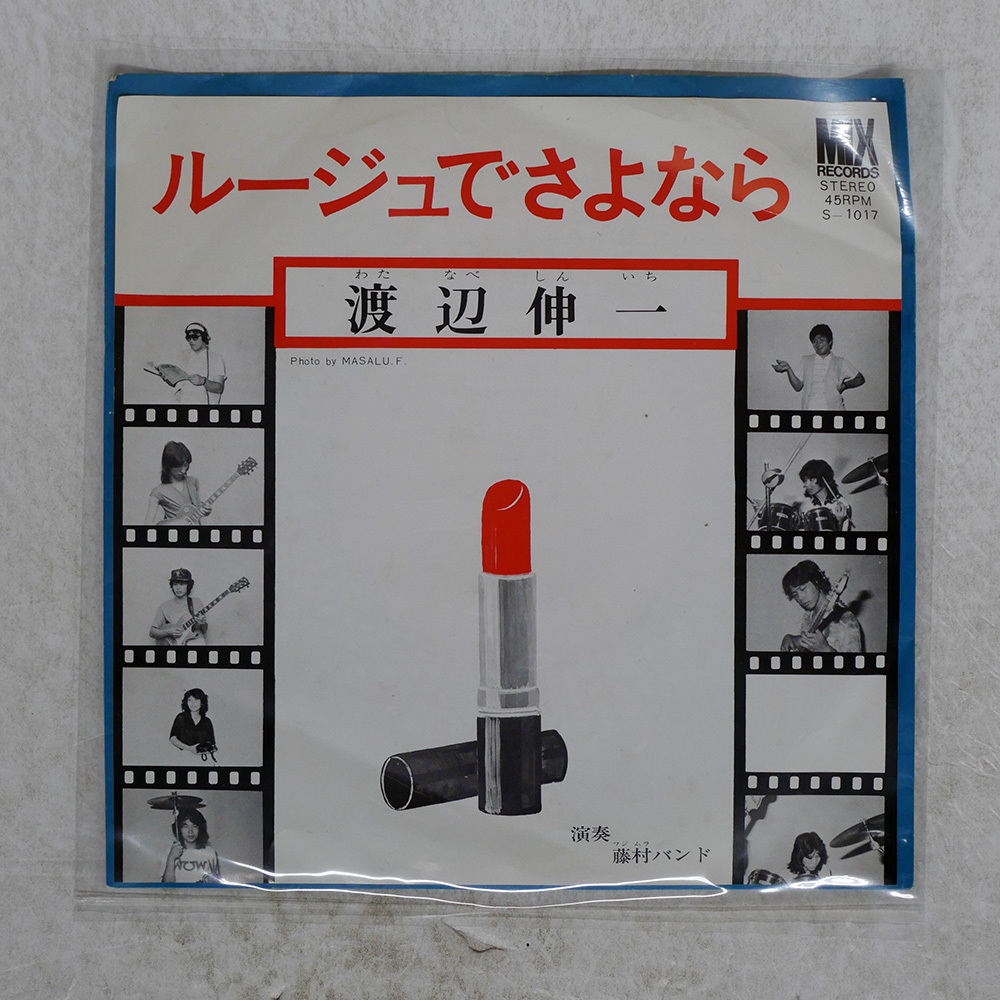 ルージュでさよなら
MIX
RECORDS
STEREO
45RPM
S-1017
わた なべ しん いち
渡辺伸一
Photo by MASALU.F.
演奏
フジムラ
藤村バンド